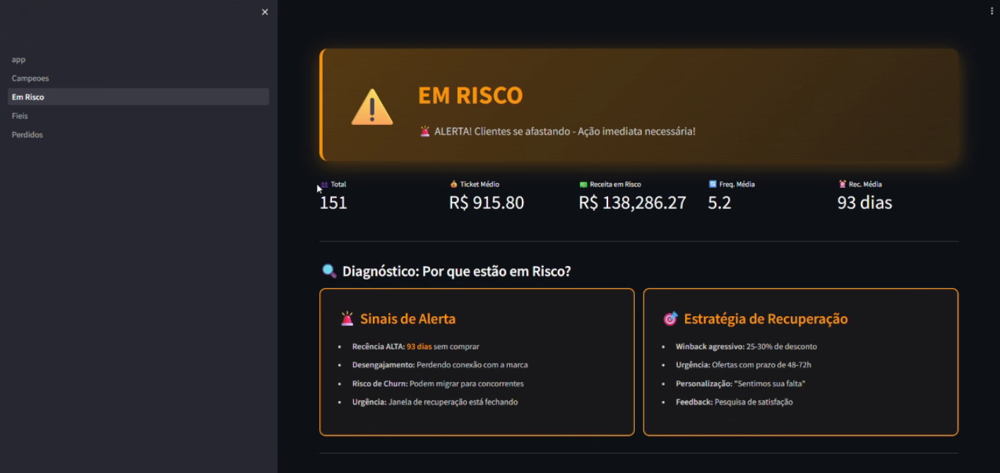 app
Campeoes
Em Risco
Fieis
Perdidos
EM RISCO
ALERTA! Clientes se afastando - Ação imediata necessária!
Total
151
Ticket Médio
R$ 915.80
Receita em Risco
R$ 138,286.27
Freq. Média
5.2
Rec. Média
93 dias
Diagnóstico: Por que estão em Risco?
Sinais de Alerta
Recência ALTA: 93 dias sem comprar
Desengajamento: Perdendo conexão com a marca
Risco de Churn: Podem migrar para concorrentes
Urgência: Janela de recuperação está fechando
Estratégia de Recuperação
Winback agressivo: 25-30% de desconto
Urgência: Ofertas com prazo de 48-72h
Personalização: "Sentimos sua falta"
Feedback: Pesquisa de satisfação